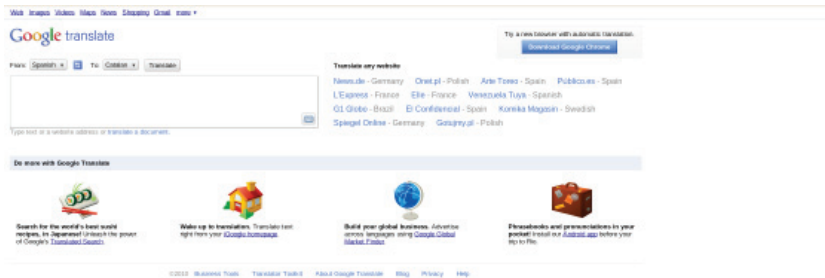 Web Images Videos Maps News Shopping Gmail more ▾
Google translate
Try a new browser with automatic translation.
Download Google Chrome
From: Spanish To: Catalan Translate
Translate any website
News.de - Germany Onet.pl - Polish Arte Toreo - Spain Público.es - Spain
L'Express - France Elle - France Venezuela Tuya - Spanish
G1 Globo - Brazil El Confidencial - Spain Komika Magasin - Swedish
Spiegel Online - Germany Gotujmy.pl - Polish
Type text or a website address or translate a document.
Do more with Google Translate
Search for the world's best sushi
recipes, in Japanese! Unleash the power
of Google's Translated Search.
Wake up to translation. Translate text
right from your iGoogle homepage
Build your global business. Advertise
across languages using Google Global
Market Finder.
Phrasebooks and pronunciations in your
pocket! Install our Android app before your
trip to Rio.
©2010 Business Tools Translator Toolkit About Google Translate Blog Privacy Help